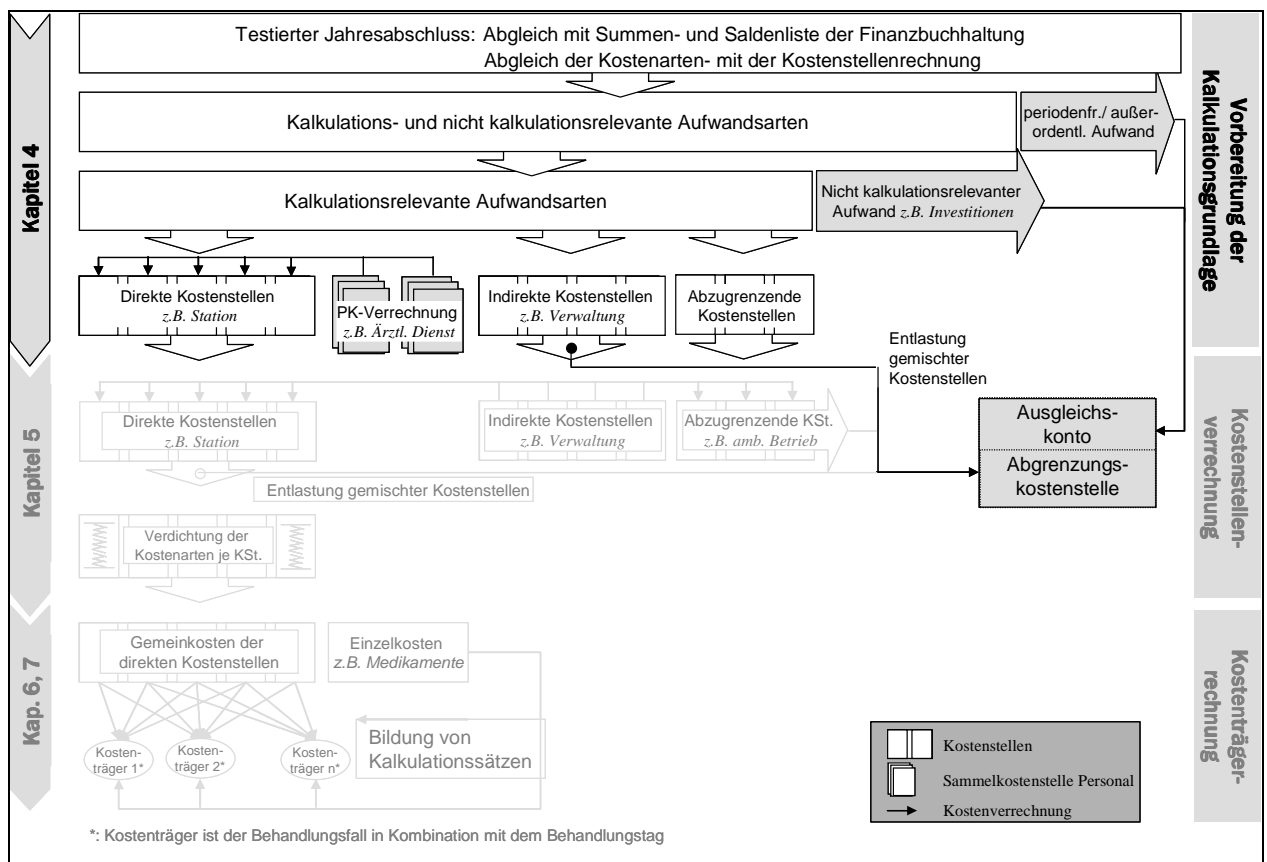 Testierter Jahresabschluss: Abgleich mit Summen- und Saldenliste der Finanzbuchhaltung
Abgleich der Kostenarten- mit der Kostenstellenrechnung
Kalkulations- und nicht kalkulationsrelevante Aufwandsarten
periodenfr./ außer-
ordentl. Aufwand
Kalkulationsrelevante Aufwandsarten
Nicht kalkulationsrelevanter
Aufwand z.B. Investitionen
Kapitel 4
Vorbereitung der
Kalkulationsgrundlage
Direkte Kostenstellen
z.B. Station
PK-Verrechnung
z.B. Ärztl. Dienst
Indirekte Kostenstellen
z.B. Verwaltung
Abzugrenzende
Kostenstellen
Entlastung
gemischter
Kostenstellen
Kapitel 5
Kostenstellen-
verrechnung
Direkte Kostenstellen
z.B. Station
Indirekte Kostenstellen
z.B. Verwaltung
Abzugrenzende KSt.
z.B. amb. Betrieb
Ausgleichs-
konto
Abgrenzungs-
kostenstelle
Entlastung gemischter Kostenstellen
Verdichtung der
Kostenarten je KSt.
Kap. 6, 7
Kostenträger-
rechnung
Gemeinkosten der
direkten Kostenstellen
Einzelkosten
z.B. Medikamente
Kosten-
träger 1*
Kosten-
träger 2*
Kosten-
träger n*
Bildung von
Kalkulationssätzen
Kostenstellen
Sammelkostenstelle Personal
Kostenverrechnung
*: Kostenträger ist der Behandlungsfall in Kombination mit dem Behandlungstag